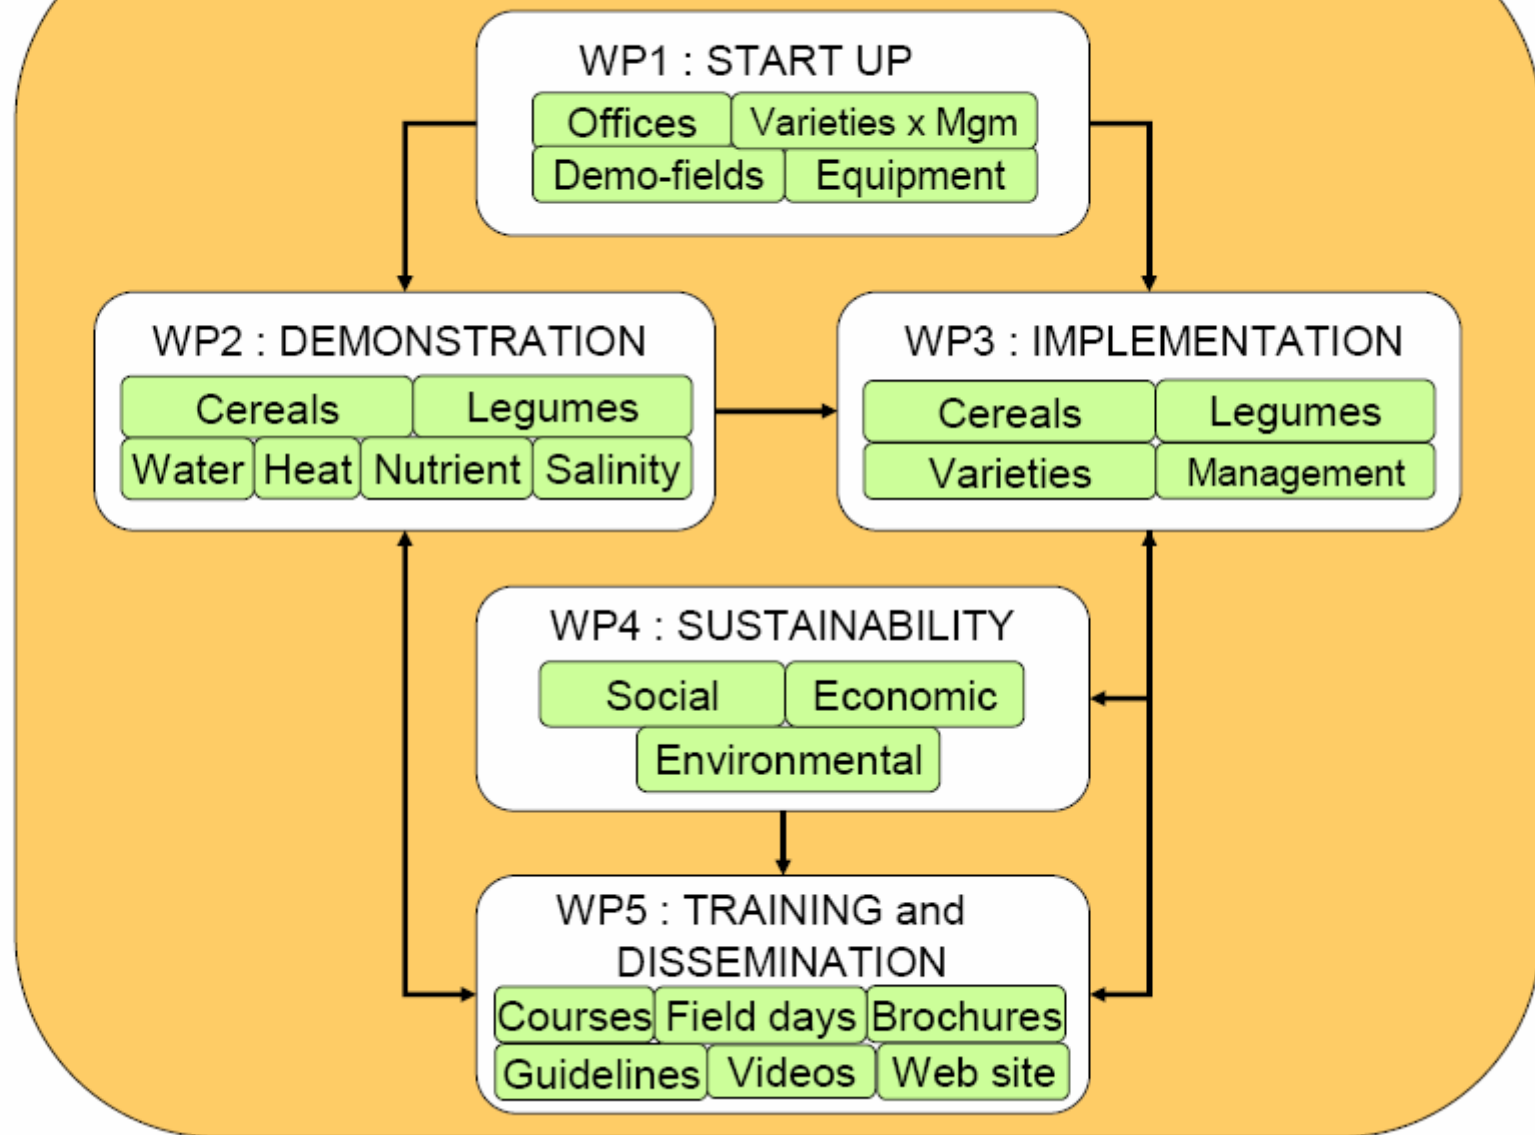 WP1 : START UP
Offices Varieties x Mgm
Demo-fields Equipment
WP2 : DEMONSTRATION
Cereals Legumes
Water Heat Nutrient Salinity
WP3 : IMPLEMENTATION
Cereals Legumes
Varieties Management
WP4 : SUSTAINABILITY
Social Economic
Environmental
WP5 : TRAINING and
DISSEMINATION
Courses Field days Brochures
Guidelines Videos Web site